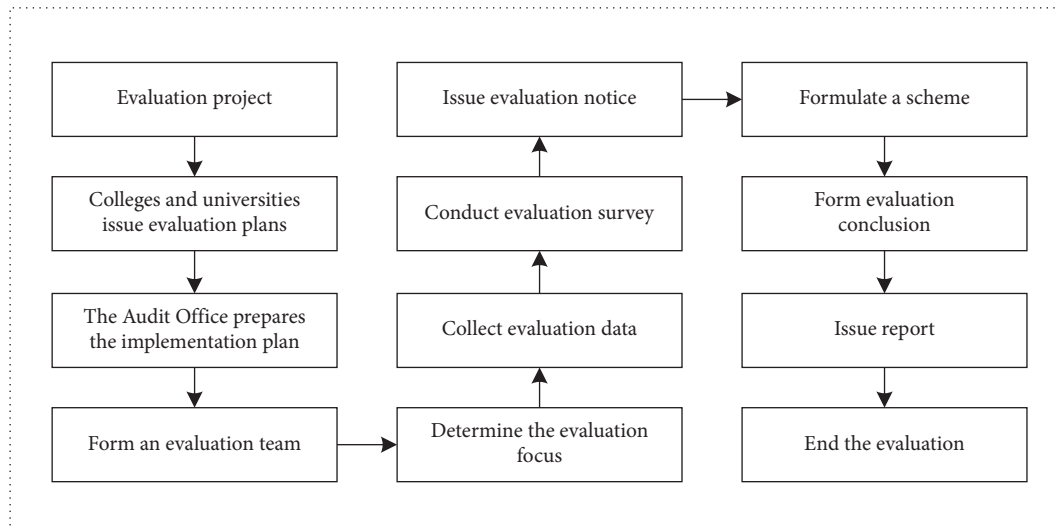 Evaluation project
Colleges and universities
issue evaluation plans
The Audit Office prepares
the implementation plan
Form an evaluation team
Determine the evaluation
focus
Collect evaluation data
Conduct evaluation survey
Issue evaluation notice
Formulate a scheme
Form evaluation
conclusion
Issue report
End the evaluation